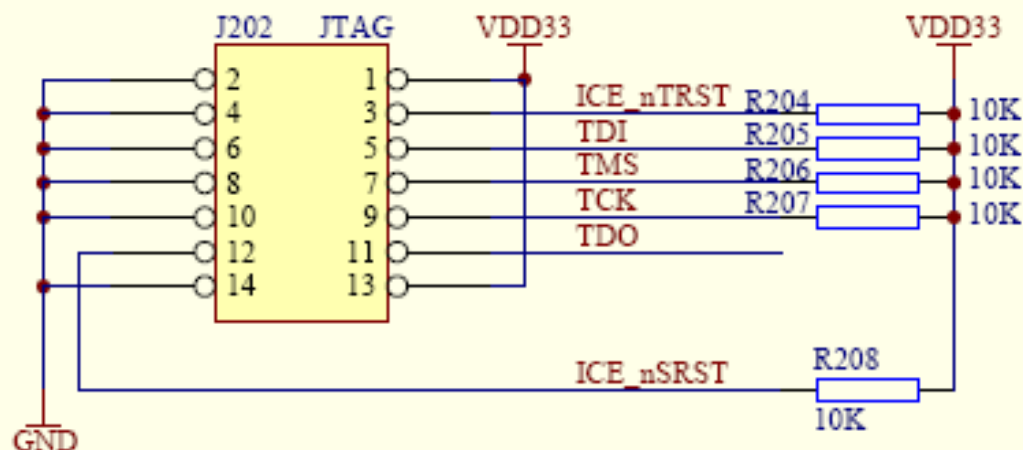 J202 JTAG VDD33 VDD33
2 1
4 3 ICE_nTRST R204 10K
6 5 TDI R205 10K
8 7 TMS R206 10K
10 9 TCK R207 10K
12 11 TDO
14 13
ICE_nSRST R208
10K
GND